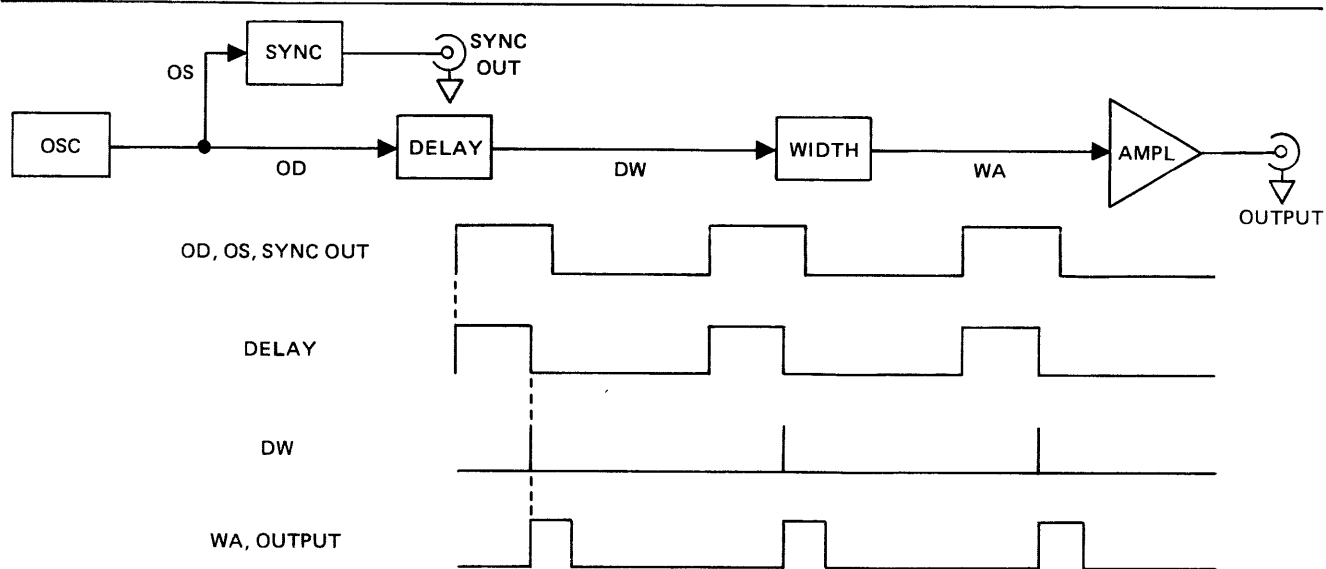 SYNC
SYNC
OUT
OS
OSC
OD
DELAY
DW
WIDTH
WA
AMPL
OUTPUT
OD, OS, SYNC OUT
DELAY
DW
WA, OUTPUT